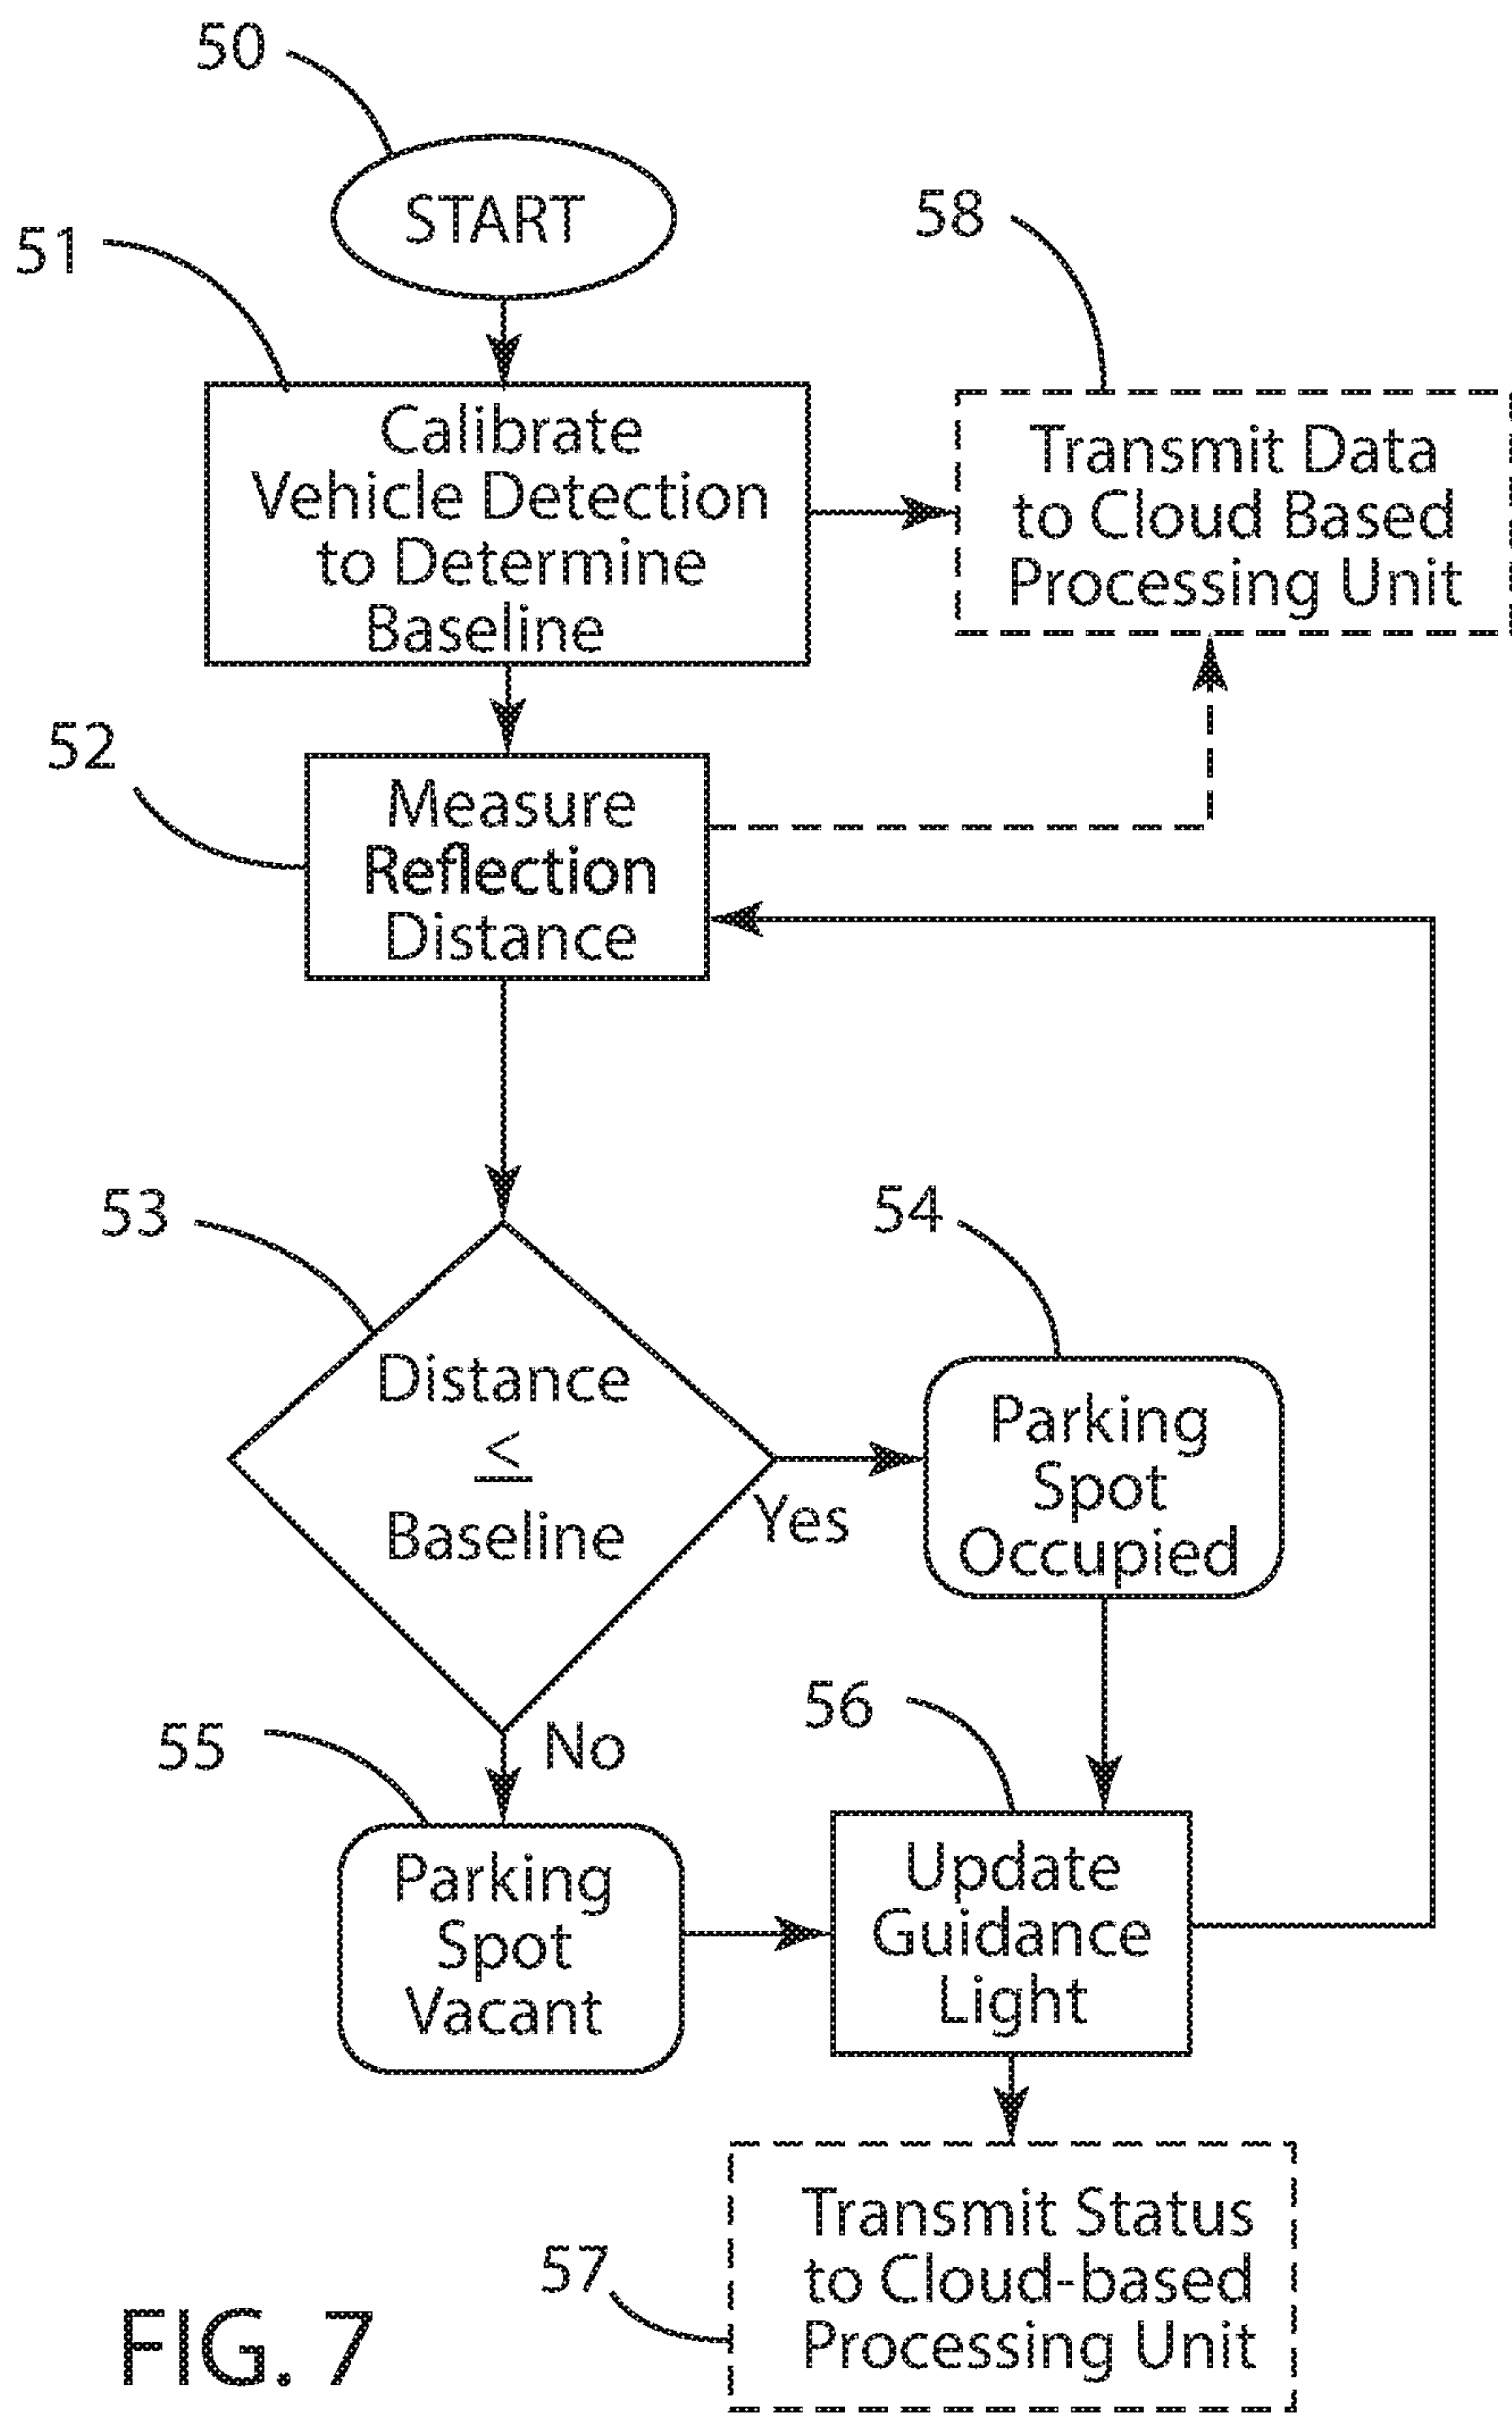 50
START
51
58
Calibrate
Vehicle Detection
to Determine
Baseline
Transmit Data
to Cloud Based
Processing Unit
52
Measure
Reflection
Distance
53
54
Distance
≤
Baseline
Yes
Parking
Spot
Occupied
55
No
56
Parking
Spot
Vacant
Update
Guidance
Light
57
Transmit Status
to Cloud-based
Processing Unit
FIG. 7